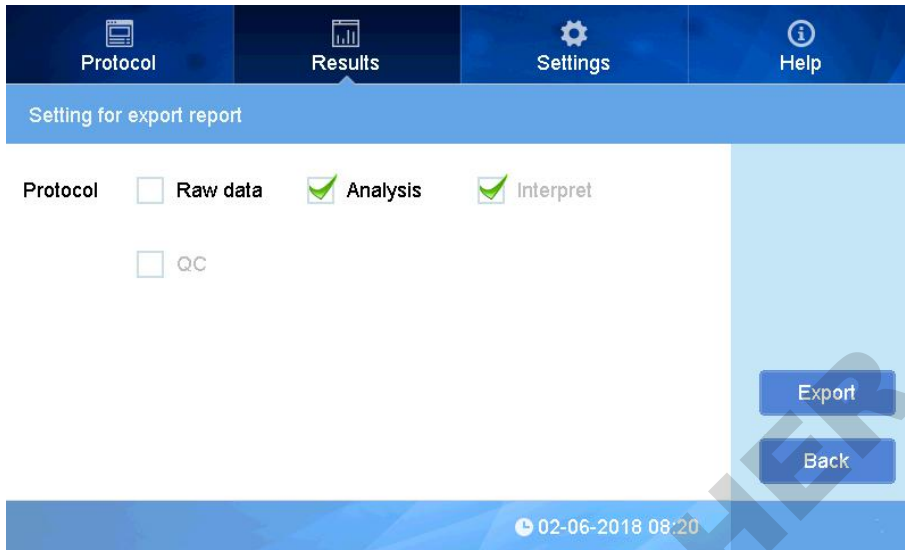 Protocol Results Settings Help
Setting for export report
Protocol Raw data Analysis Interpret
QC
Export
Back
02-06-2018 08:20
HER